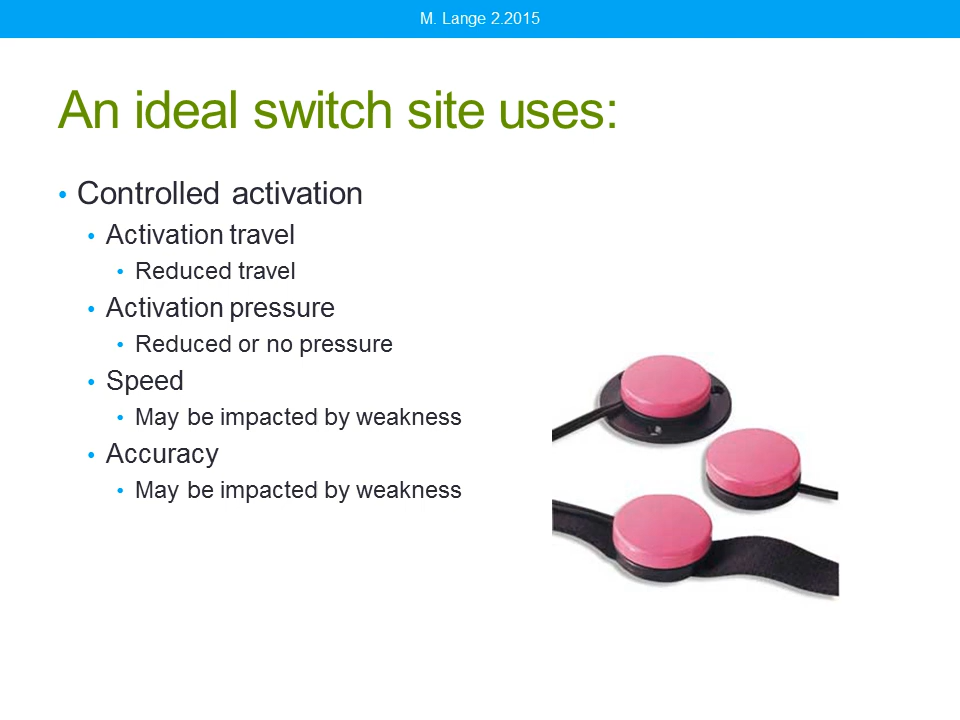 M. Lange 2.2015
An ideal switch site uses:
• Controlled activation
• Activation travel
• Reduced travel
• Activation pressure
• Reduced or no pressure
• Speed
• May be impacted by weakness
• Accuracy
• May be impacted by weakness